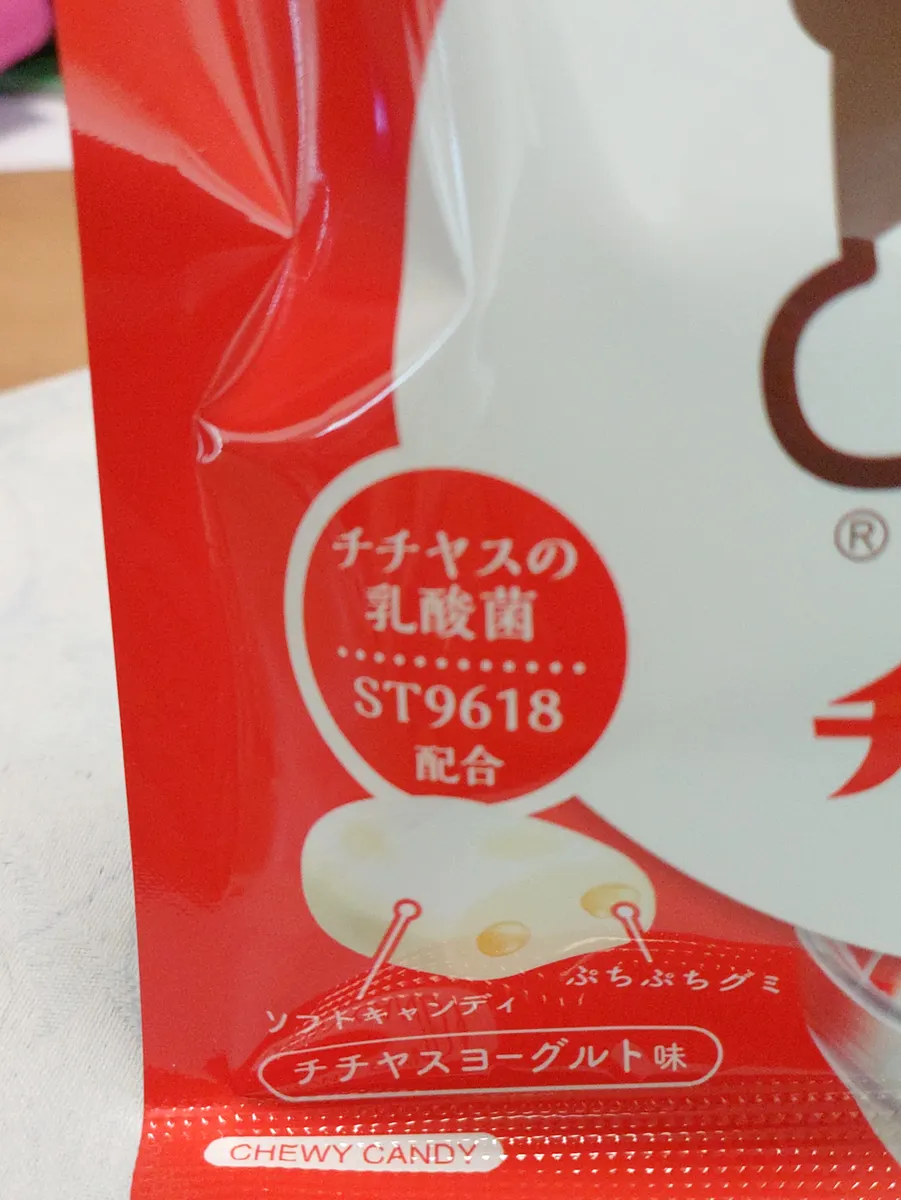 ®
チチヤスの
乳酸菌
ST9618
配合
ぷちぷちグミ
ソフトキャンディ
チチヤスヨーグルト味
CHEWY CANDY